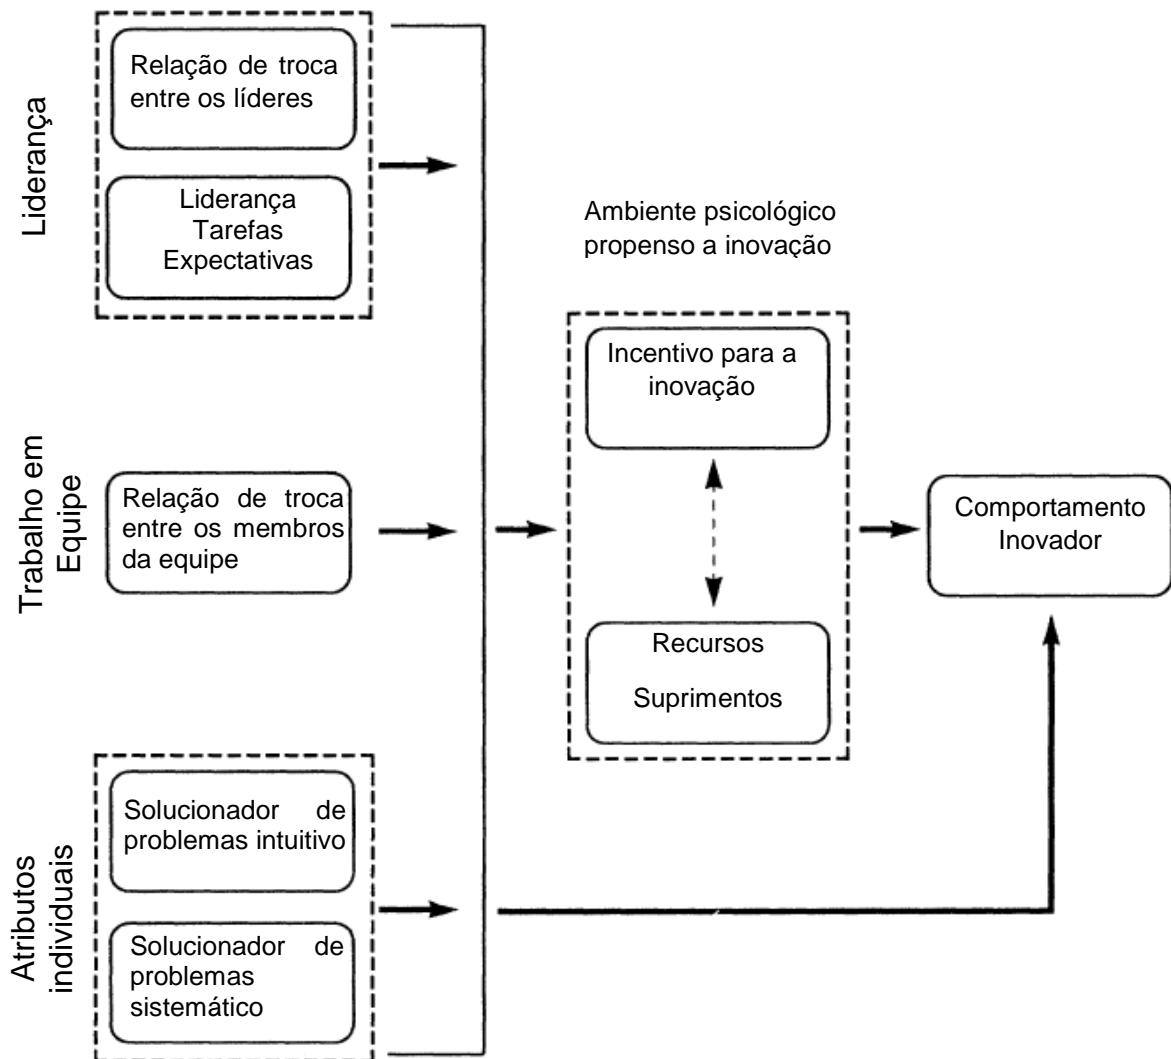 Liderança
Relação de troca
entre os líderes
Liderança
Tarefas
Expectativas
Trabalho em
Equipe
Relação de troca
entre os membros
da equipe
Atributos
individuais
Solucionador de
problemas intuitivo
Solucionador de
problemas
sistemático
Ambiente psicológico
propenso a inovação
Incentivo para a
inovação
Recursos
Suprimentos
Comportamento
Inovador